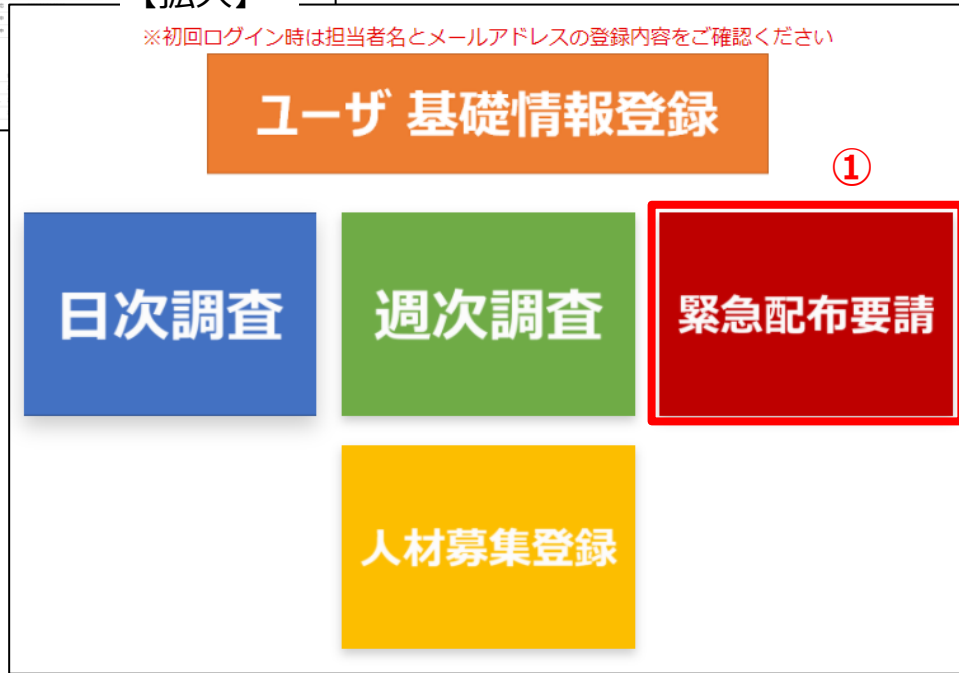 【拡大】
※初回ログイン時は担当者名とメールアドレスの登録内容をご確認ください
ユーザ 基礎情報登録
①
日次調査
週次調査
緊急配布要請
人材募集登録